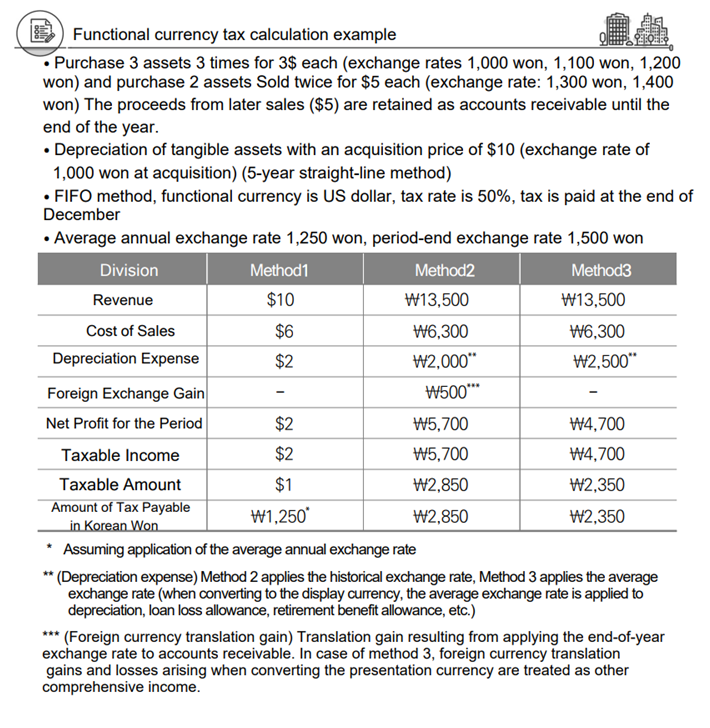 Functional currency tax calculation example
• Purchase 3 assets 3 times for 3$ each (exchange rates 1,000 won, 1,100 won, 1,200
won) and purchase 2 assets Sold twice for $5 each (exchange rate: 1,300 won, 1,400
won) The proceeds from later sales ($5) are retained as accounts receivable until the
end of the year.
• Depreciation of tangible assets with an acquisition price of $10 (exchange rate of
1,000 won at acquisition) (5-year straight-line method)
• FIFO method, functional currency is US dollar, tax rate is 50%, tax is paid at the end of
December
• Average annual exchange rate 1,250 won, period-end exchange rate 1,500 won
Division Method1 Method2 Method3
Revenue $10 ₩13,500 ₩13,500
Cost of Sales $6 ₩6,300 ₩6,300
Depreciation Expense $2 ₩2,000** ₩2,500**
Foreign Exchange Gain – ₩500*** –
Net Profit for the Period $2 ₩5,700 ₩4,700
Taxable Income $2 ₩5,700 ₩4,700
Taxable Amount $1 ₩2,850 ₩2,350
Amount of Tax Payable
in Korean Won ₩1,250* ₩2,850 ₩2,350
* Assuming application of the average annual exchange rate
** (Depreciation expense) Method 2 applies the historical exchange rate, Method 3 applies the average
exchange rate (when converting to the display currency, the average exchange rate is applied to
depreciation, loan loss allowance, retirement benefit allowance, etc.)
*** (Foreign currency translation gain) Translation gain resulting from applying the end-of-year
exchange rate to accounts receivable. In case of method 3, foreign currency translation
gains and losses arising when converting the presentation currency are treated as other
comprehensive income.